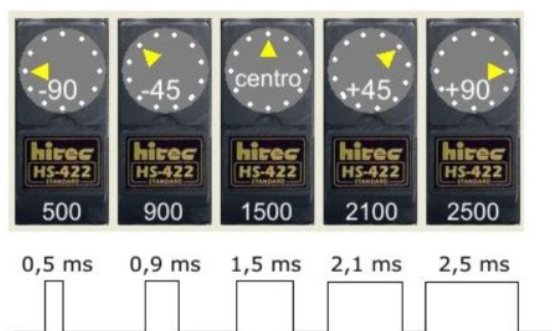 -90 -45 centro +45 +90
hitec hitec hitec hitec hitec
HS-422 HS-422 HS-422 HS-422 HS-422
STANDARD STANDARD STANDARD STANDARD STANDARD
500 900 1500 2100 2500
0,5 ms 0,9 ms 1,5 ms 2,1 ms 2,5 ms